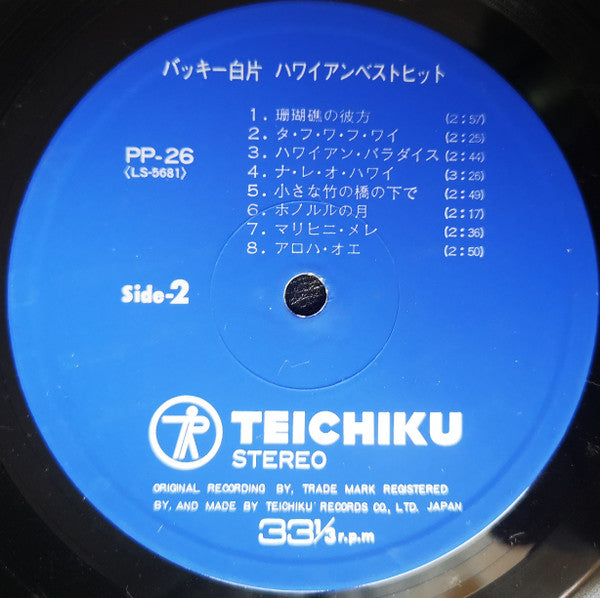 バッキー白片 ハワイアンベストヒット
PP-26
〈LS-5681〉
1. 珊瑚礁の彼方 (2:57)
2. タ・フ・ワ・フ・ワイ (2:25)
3. ハワイアン・パラダイス (2:44)
4. ナ・レ・オ・ハワイ (3:26)
5. 小さな竹の橋の下で (2:49)
6. ホノルルの月 (2:17)
7. マリヒニ・メレ (2:36)
8. アロハ・オエ (2:50)
Side-2
TEICHIKU
STEREO
ORIGINAL RECORDING BY, TRADE MARK REGISTERED
BY, AND MADE BY TEICHIKU RECORDS CO., LTD. JAPAN
33⅓ r.p.m